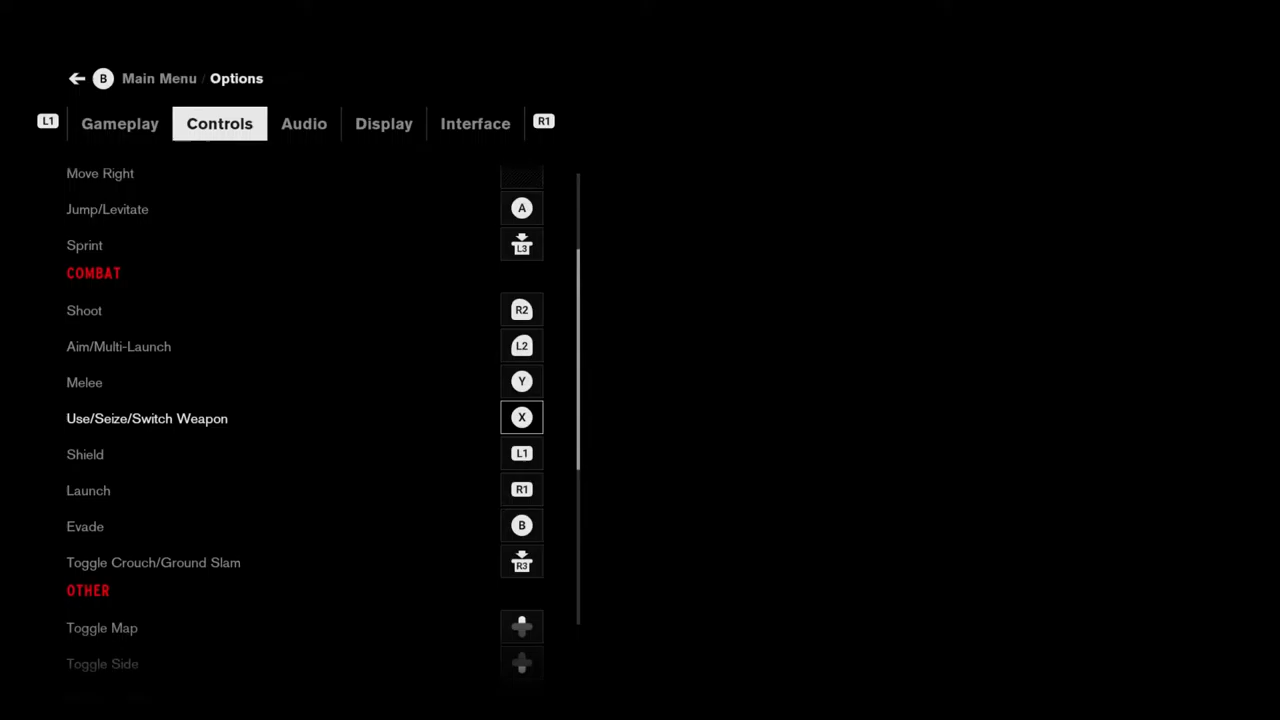 B Main Menu / Options
L1 Gameplay Controls Audio Display Interface R1
Move Right
Jump/Levitate A
Sprint L3
COMBAT
Shoot R2
Aim/Multi-Launch L2
Melee Y
Use/Seize/Switch Weapon X
Shield L1
Launch R1
Evade B
Toggle Crouch/Ground Slam R3
OTHER
Toggle Map
Toggle Side